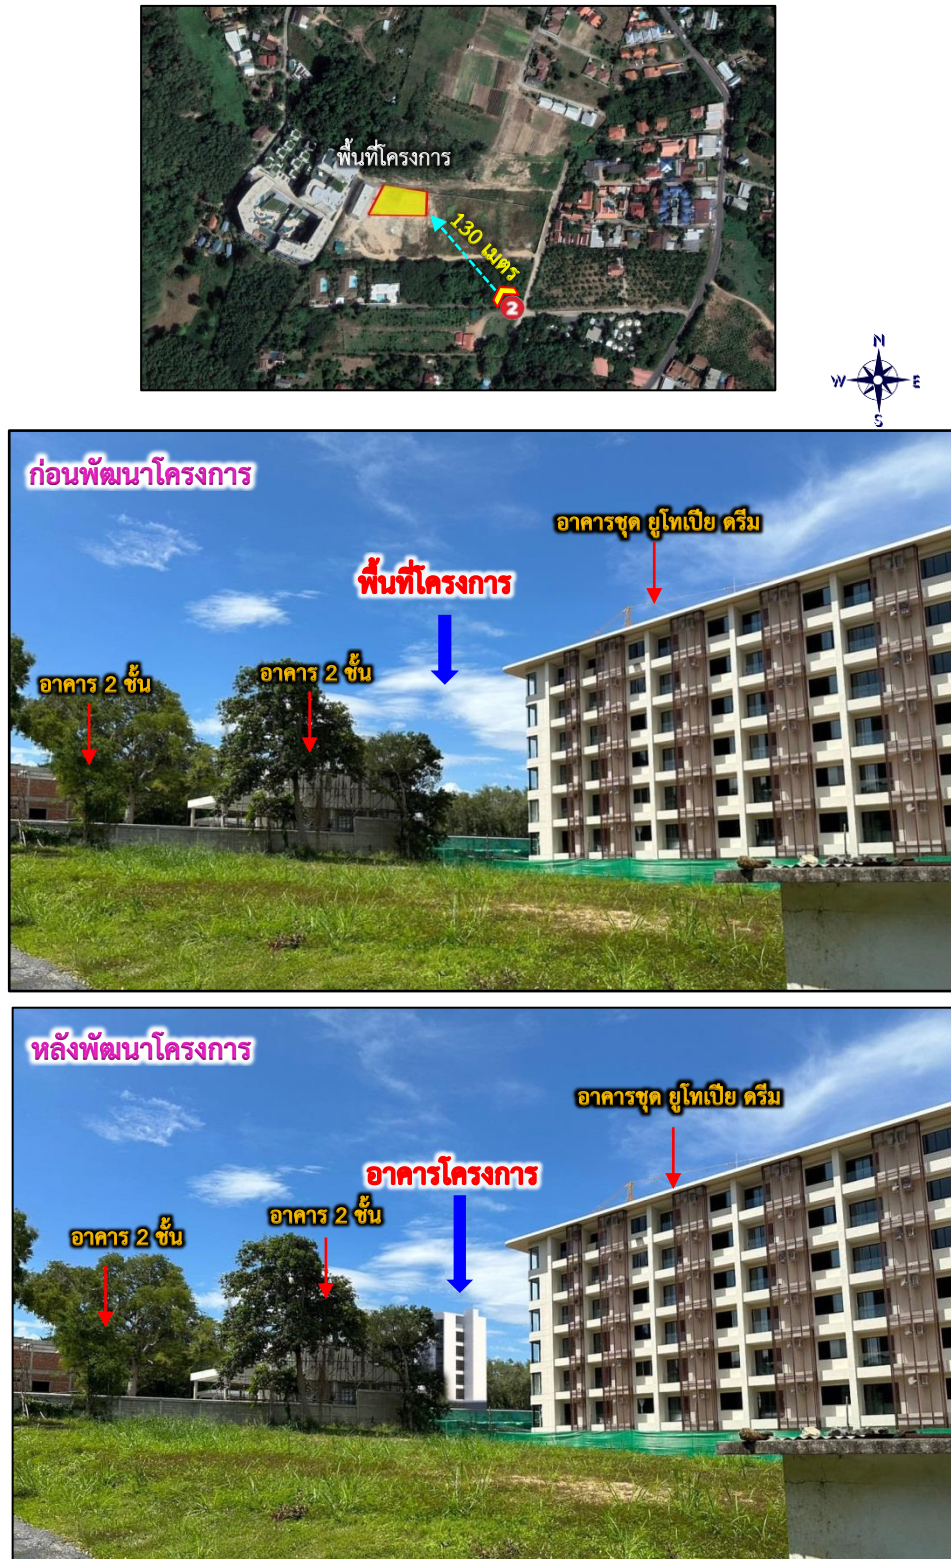 พื้นที่โครงการ
130 เมตร
2
N
W E
S
ก่อนพัฒนาโครงการ
อาคารชุด ยูโทเปีย ดรีม
พื้นที่โครงการ
อาคาร 2 ชั้น
อาคาร 2 ชั้น
หลังพัฒนาโครงการ
อาคารชุด ยูโทเปีย ดรีม
อาคารโครงการ
อาคาร 2 ชั้น
อาคาร 2 ชั้น